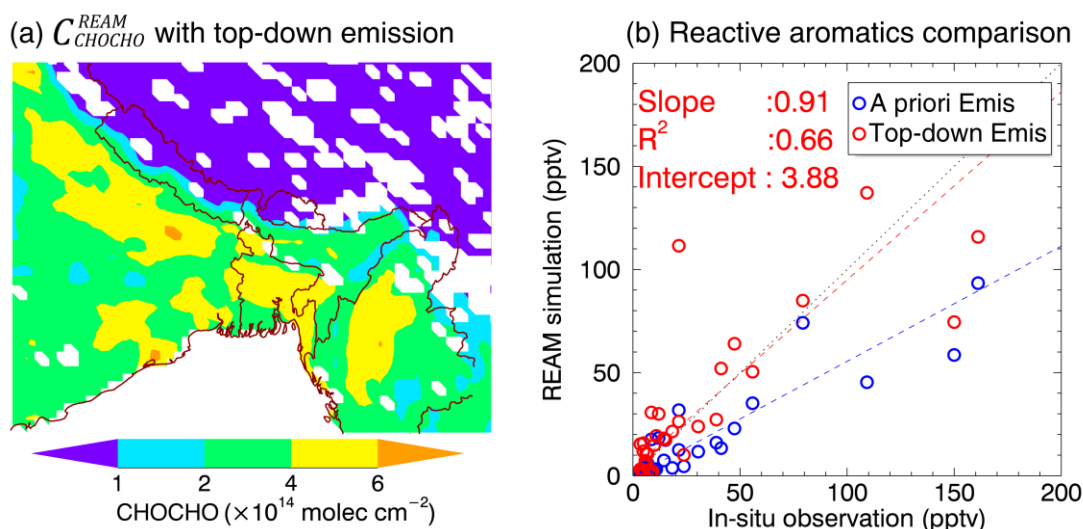 (a) C^{REAM}_{CHOCHO} with top-down emission
1 2 4 6
CHOCHO (×10^{14} molec cm^{−2})
(b) Reactive aromatics comparison
Slope :0.91
R^{2} :0.66
Intercept : 3.88
A priori Emis
Top-down Emis
REAM simulation (pptv)
200
150
100
50
0
0 50 100 150 200
In-situ observation (pptv)